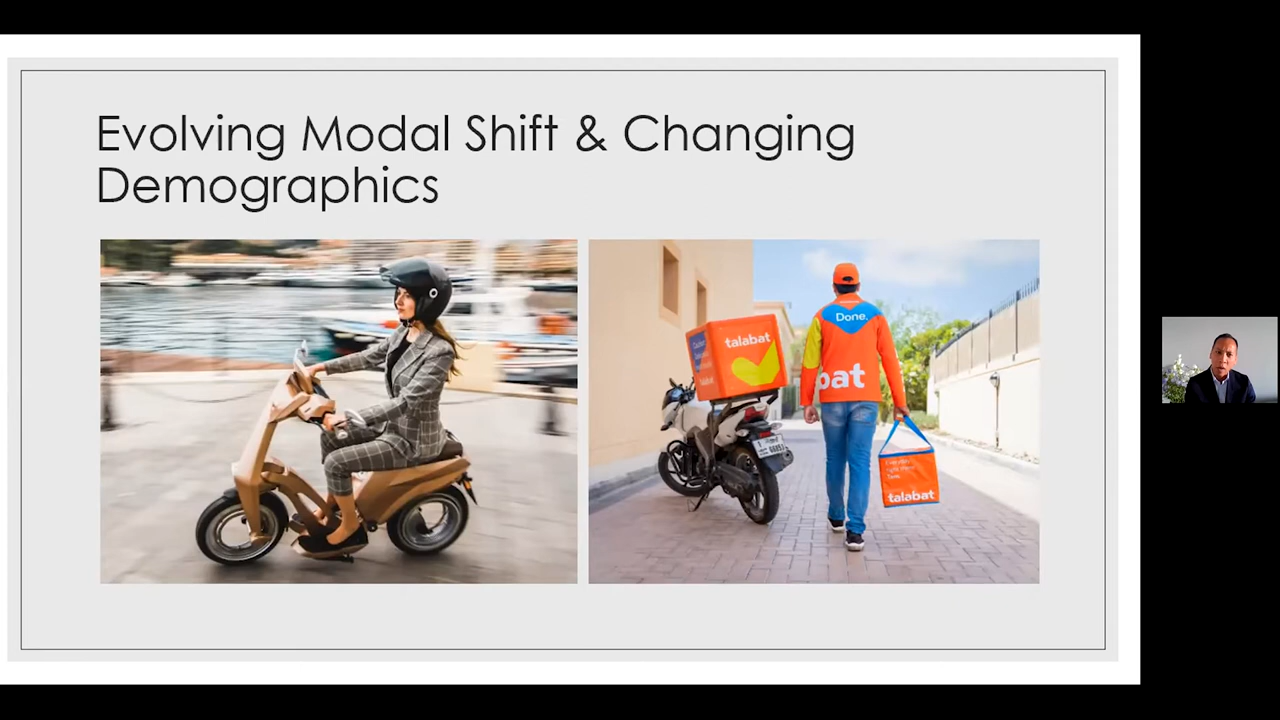 Evolving Modal Shift & Changing
Demographics
talabat
Done.
bat
talabat